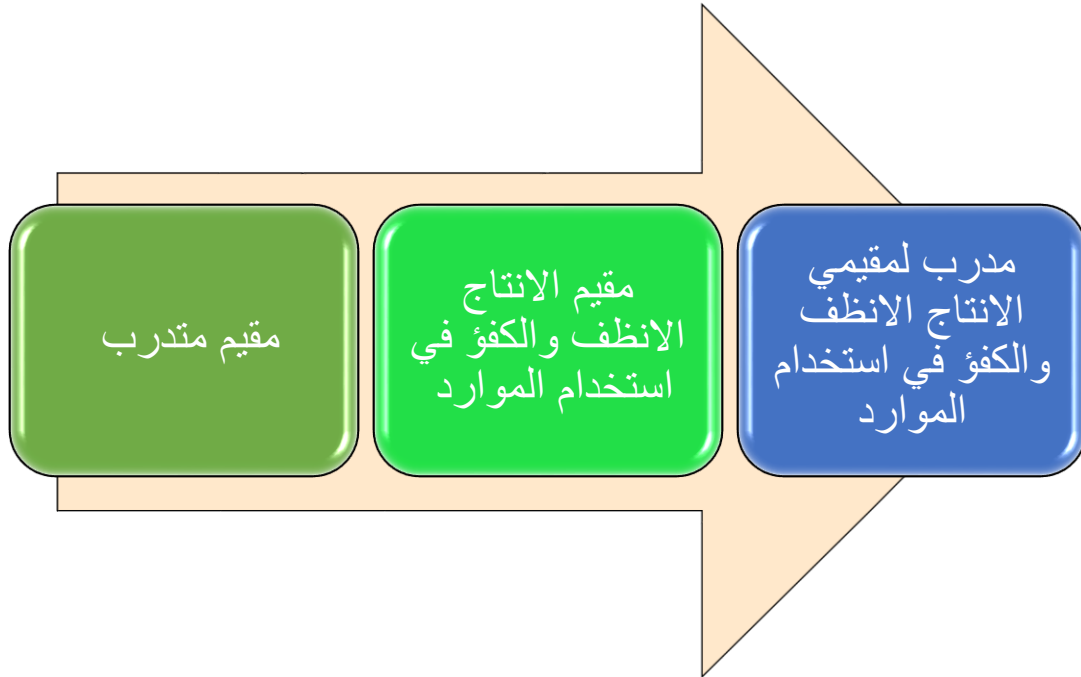 مقيم متدرب
مقيم الانتاج
الانظف والكفؤ في
استخدام الموارد
مدرب لمقيمي
الانتاج الانظف
والكفؤ في استخدام
الموارد